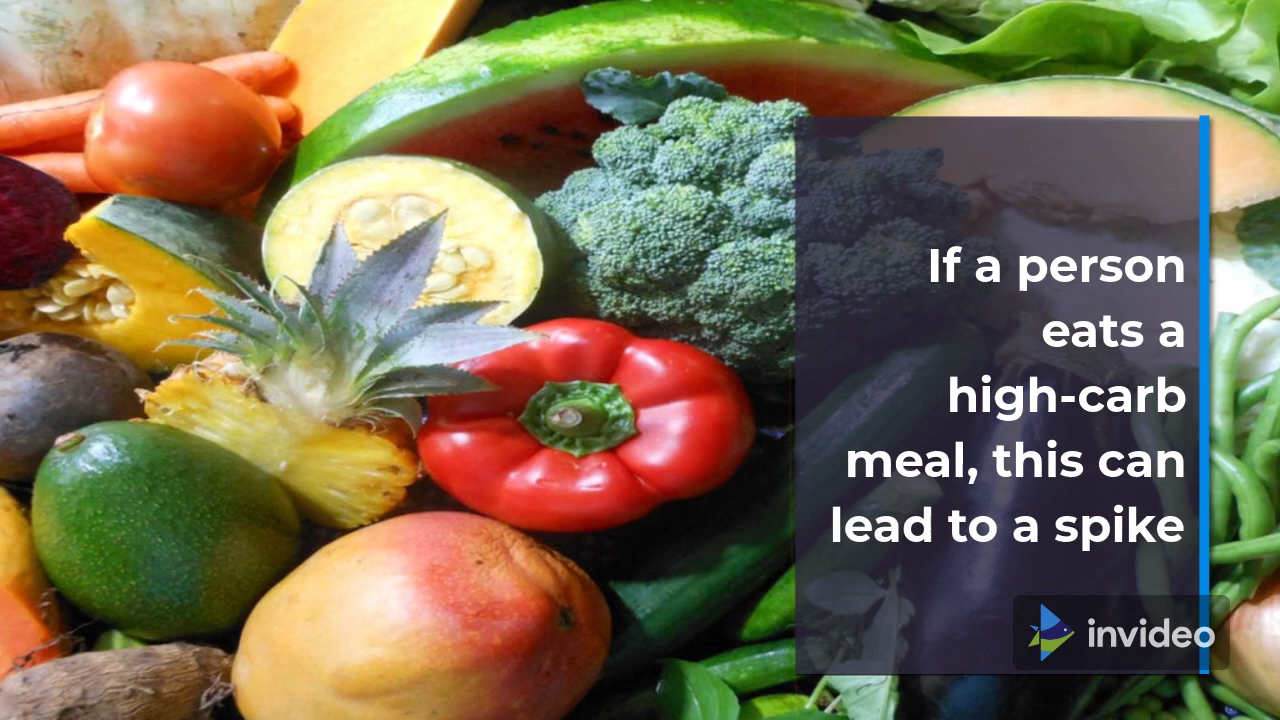 If a person
eats a
high-carb
meal, this can
lead to a spike
invideo